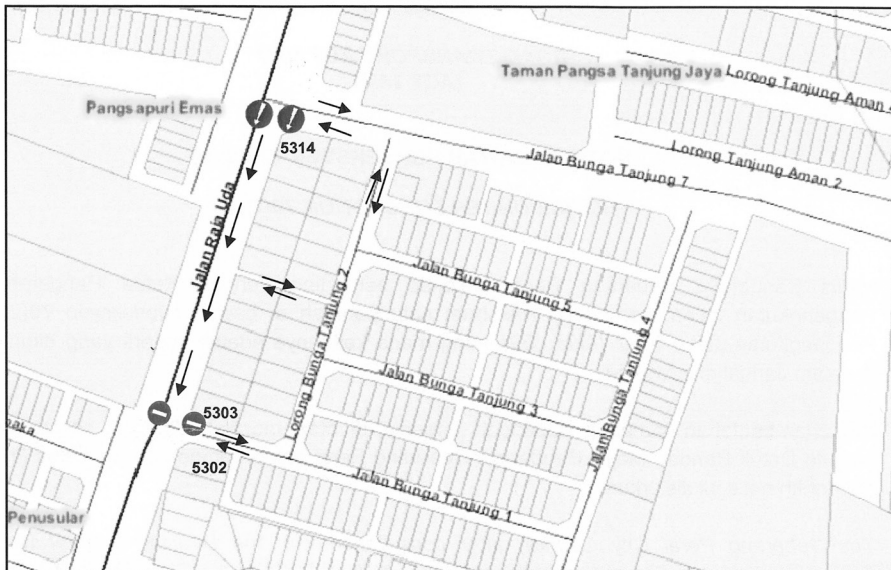 Taman Pangsa Tanjung Jaya
Lorong Tanjung Aman 4
Pangsapuri Emas
5314
Jalan Bunga Tanjung 7
Lorong Tanjung Aman 2
Jalan Raja Uda
Jalan Bunga Tanjung 5
Lorong Bunga Tanjung 2
Jalan Bunga Tanjung 4
Jalan Bunga Tanjung 3
5303
5302
Jalan Bunga Tanjung 1
Penusular